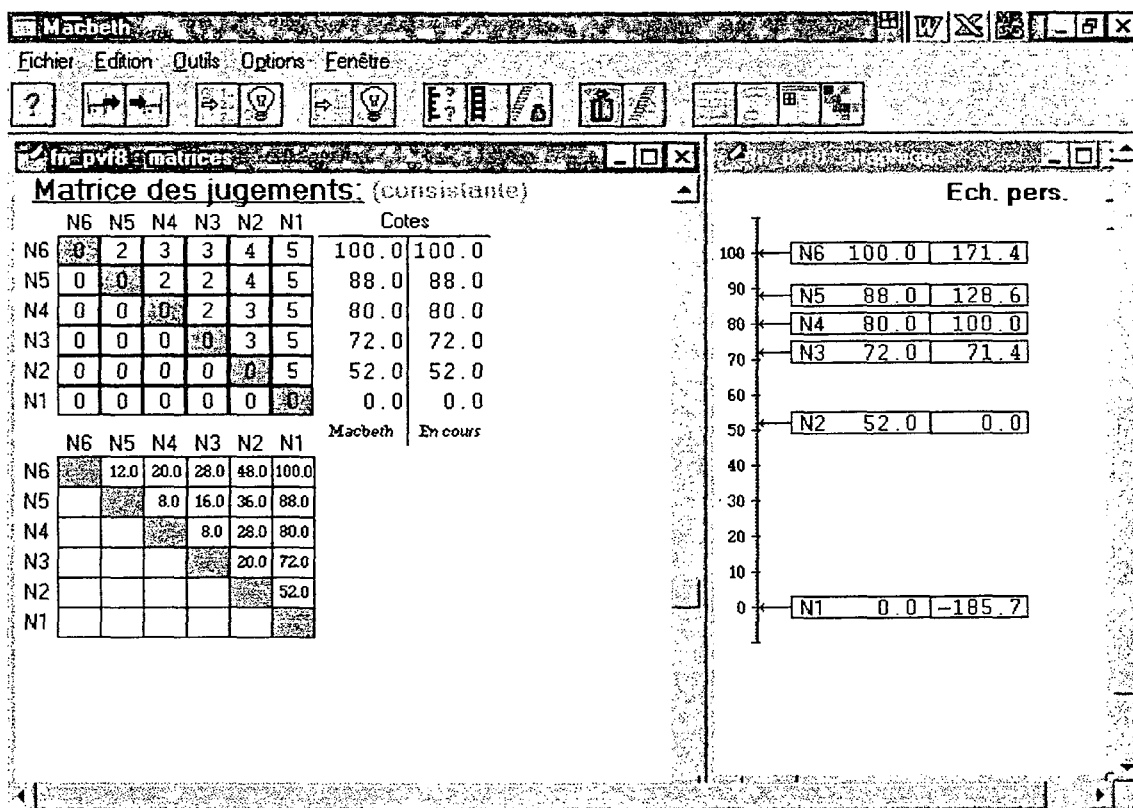 Macbeth
Fichier Edition Outils Options Fenêtre
fn_pvf8 : matrices
Matrice des jugements: (consistante)
N6 N5 N4 N3 N2 N1 Cotes
N6 0 2 3 3 4 5 100.0 100.0
N5 0 0 2 2 4 5 88.0 88.0
N4 0 0 0 2 3 5 80.0 80.0
N3 0 0 0 0 3 5 72.0 72.0
N2 0 0 0 0 0 5 52.0 52.0
N1 0 0 0 0 0 0 0.0 0.0
Macbeth En cours
N6 N5 N4 N3 N2 N1
N6 12.0 20.0 28.0 48.0 100.0
N5 8.0 16.0 36.0 88.0
N4 8.0 28.0 80.0
N3 20.0 72.0
N2 52.0
N1
Ech. pers.
100 N6 100.0 171.4
90 N5 88.0 128.6
80 N4 80.0 100.0
70 N3 72.0 71.4
60
50 N2 52.0 0.0
40
30
20
10
0 N1 0.0 -185.7